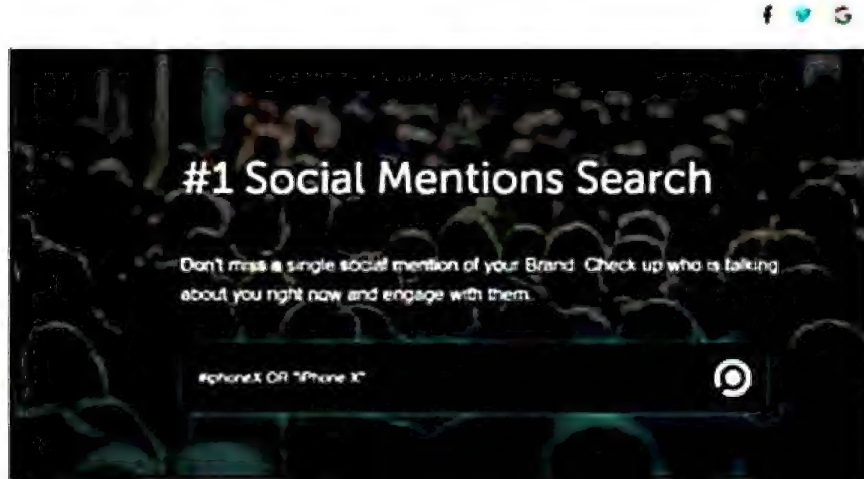 #1 Social Mentions Search
Don't miss a single social mention of your Brand. Check up who is talking
about you right now and engage with them.
#iphoneX OR "iPhone X"